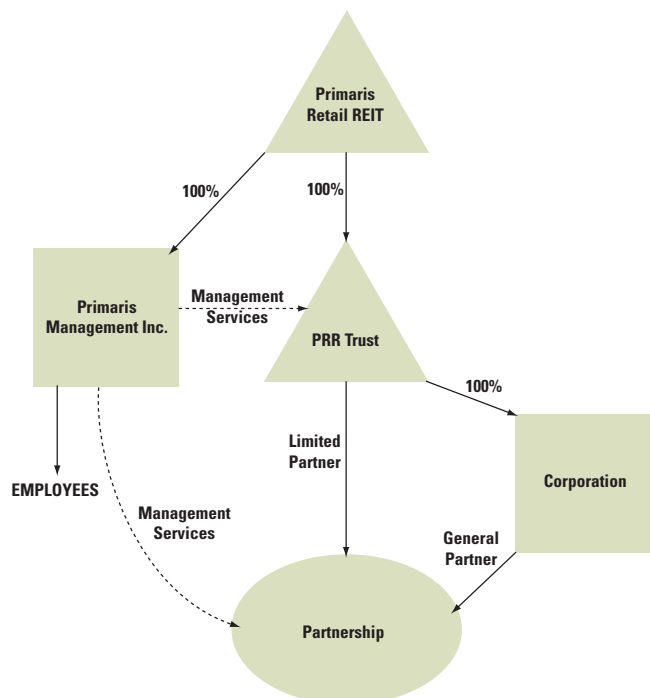 Primaris
Retail REIT
100%
100%
Primaris
Management Inc.
Management
Services
PRR Trust
100%
Limited
Partner
EMPLOYEES
Corporation
Management
Services
General
Partner
Partnership